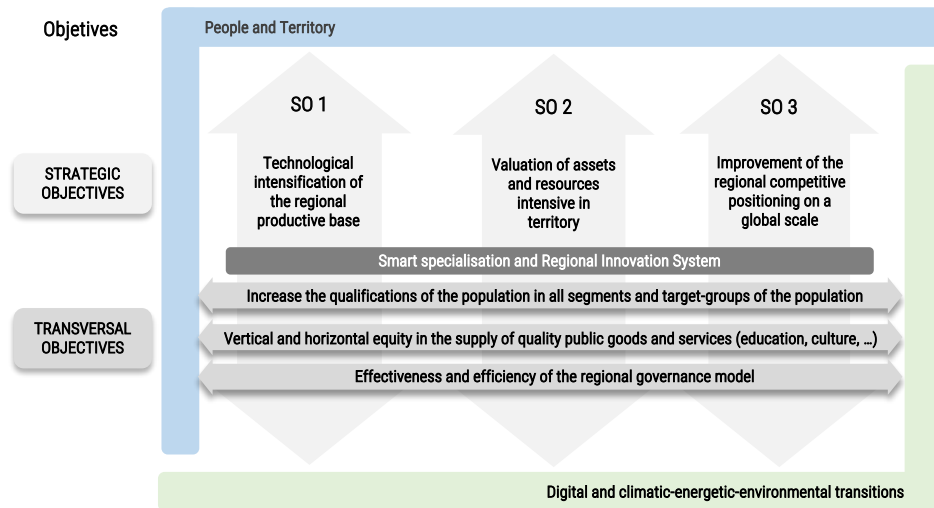 Objetives
People and Territory
SO 1
SO 2
SO 3
STRATEGIC
OBJECTIVES
Technological
intensification of
the regional
productive base
Valuation of assets
and resources
intensive in
territory
Improvement of the
regional competitive
positioning on a
global scale
Smart specialisation and Regional Innovation System
TRANSVERSAL
OBJECTIVES
Increase the qualifications of the population in all segments and target-groups of the population
Vertical and horizontal equity in the supply of quality public goods and services (education, culture, …)
Effectiveness and efficiency of the regional governance model
Digital and climatic-energetic-environmental transitions